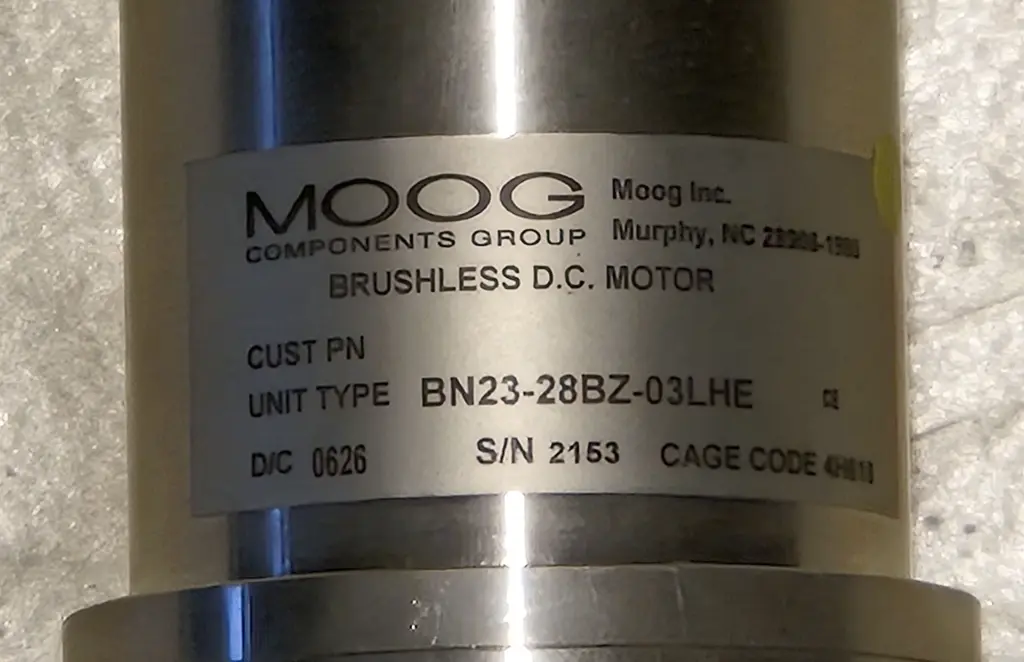 MOOG
COMPONENTS GROUP
Moog Inc.
Murphy, NC
BRUSHLESS D.C. MOTOR
CUST PN
UNIT TYPE BN23-28BZ-03LHE
D/C 0626 S/N 2153 CAGE CODE